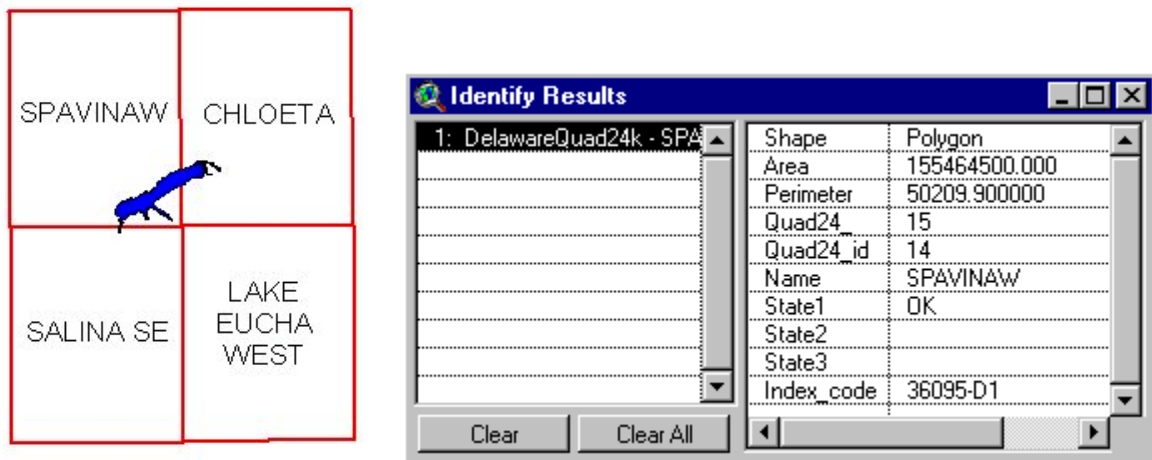 SPAVINAW
CHLOETA
SALINA SE
LAKE
EUCHA
WEST
Identify Results
1: DelawareQuad24k - SPA
Shape Polygon
Area 155464500.000
Perimeter 50209.900000
Quad24_ 15
Quad24_id 14
Name SPAVINAW
State1 OK
State2
State3
Index_code 36095-D1
Clear Clear All